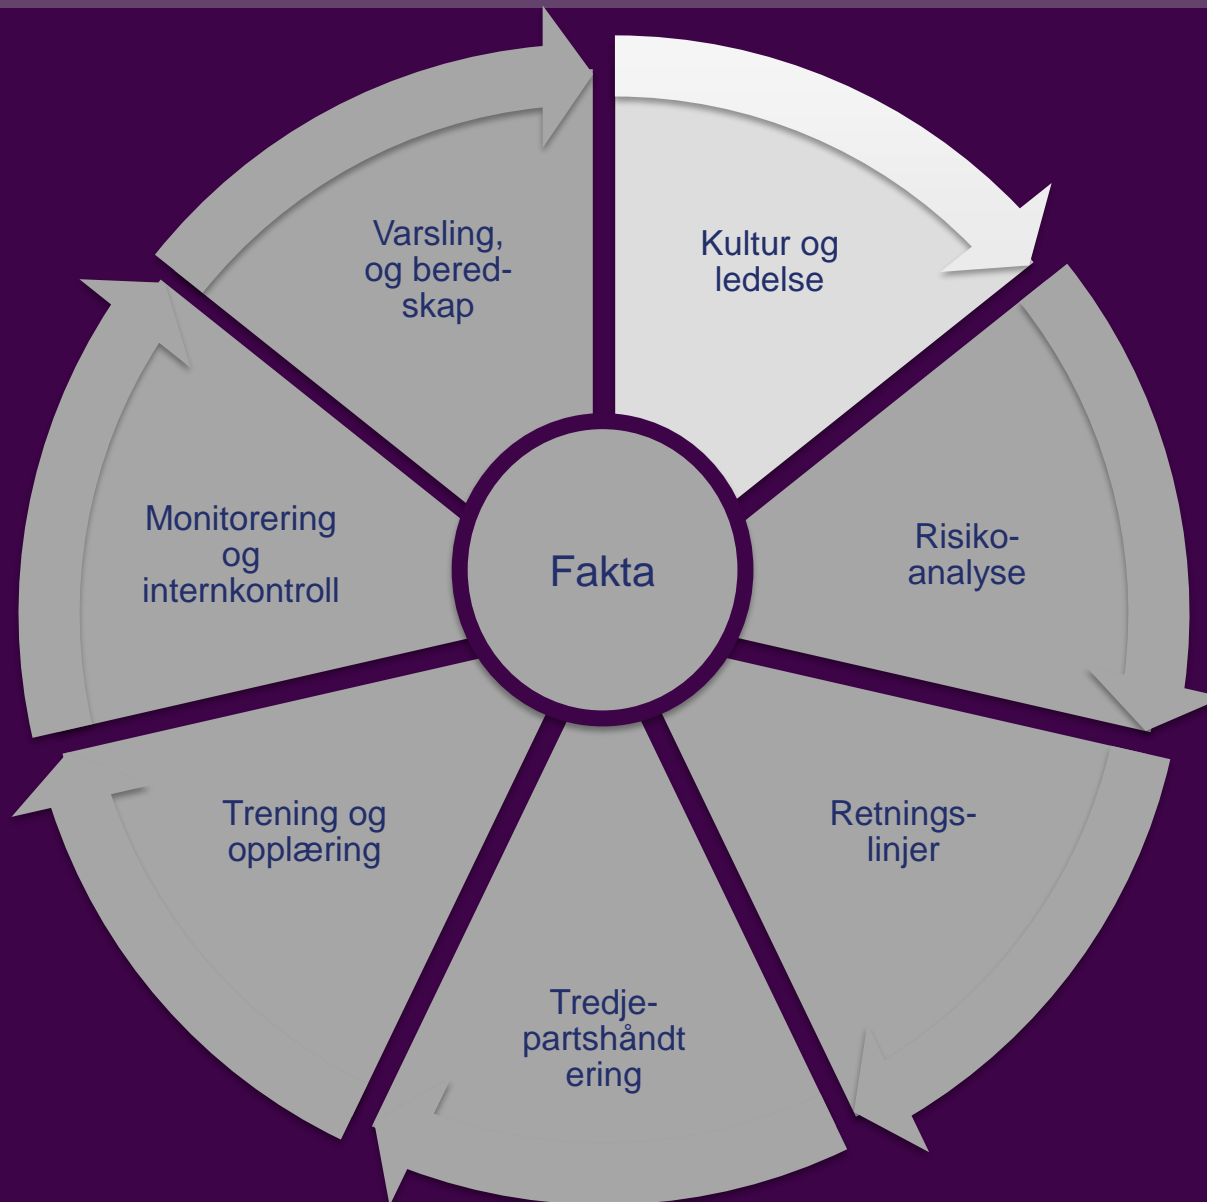 Kultur og
ledelse
Risiko-
analyse
Retnings-
linjer
Tredje-
partshåndt
ering
Trening og
opplæring
Monitorering
og
internkontroll
Varsling,
og bered-
skap
Fakta